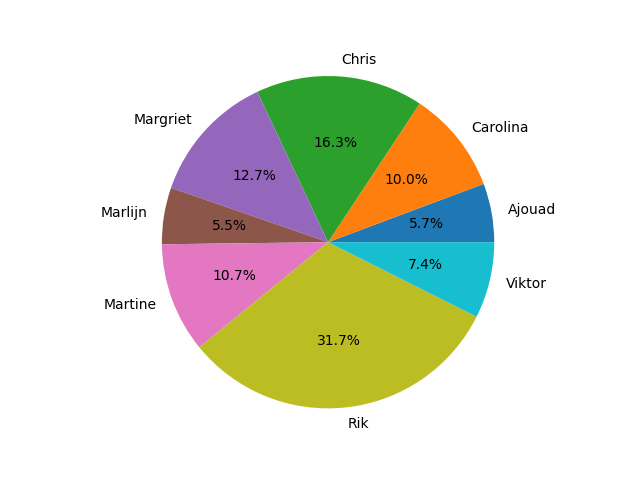 Chris
Margriet
Carolina
16.3%
12.7%
10.0%
Marlijn
Ajouad
5.5%
5.7%
10.7%
7.4%
Martine
Viktor
31.7%
Rik